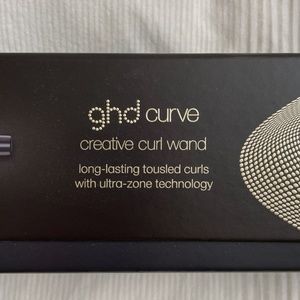 ghd curve
creative curl wand
long-lasting tousled curls
with ultra-zone technology